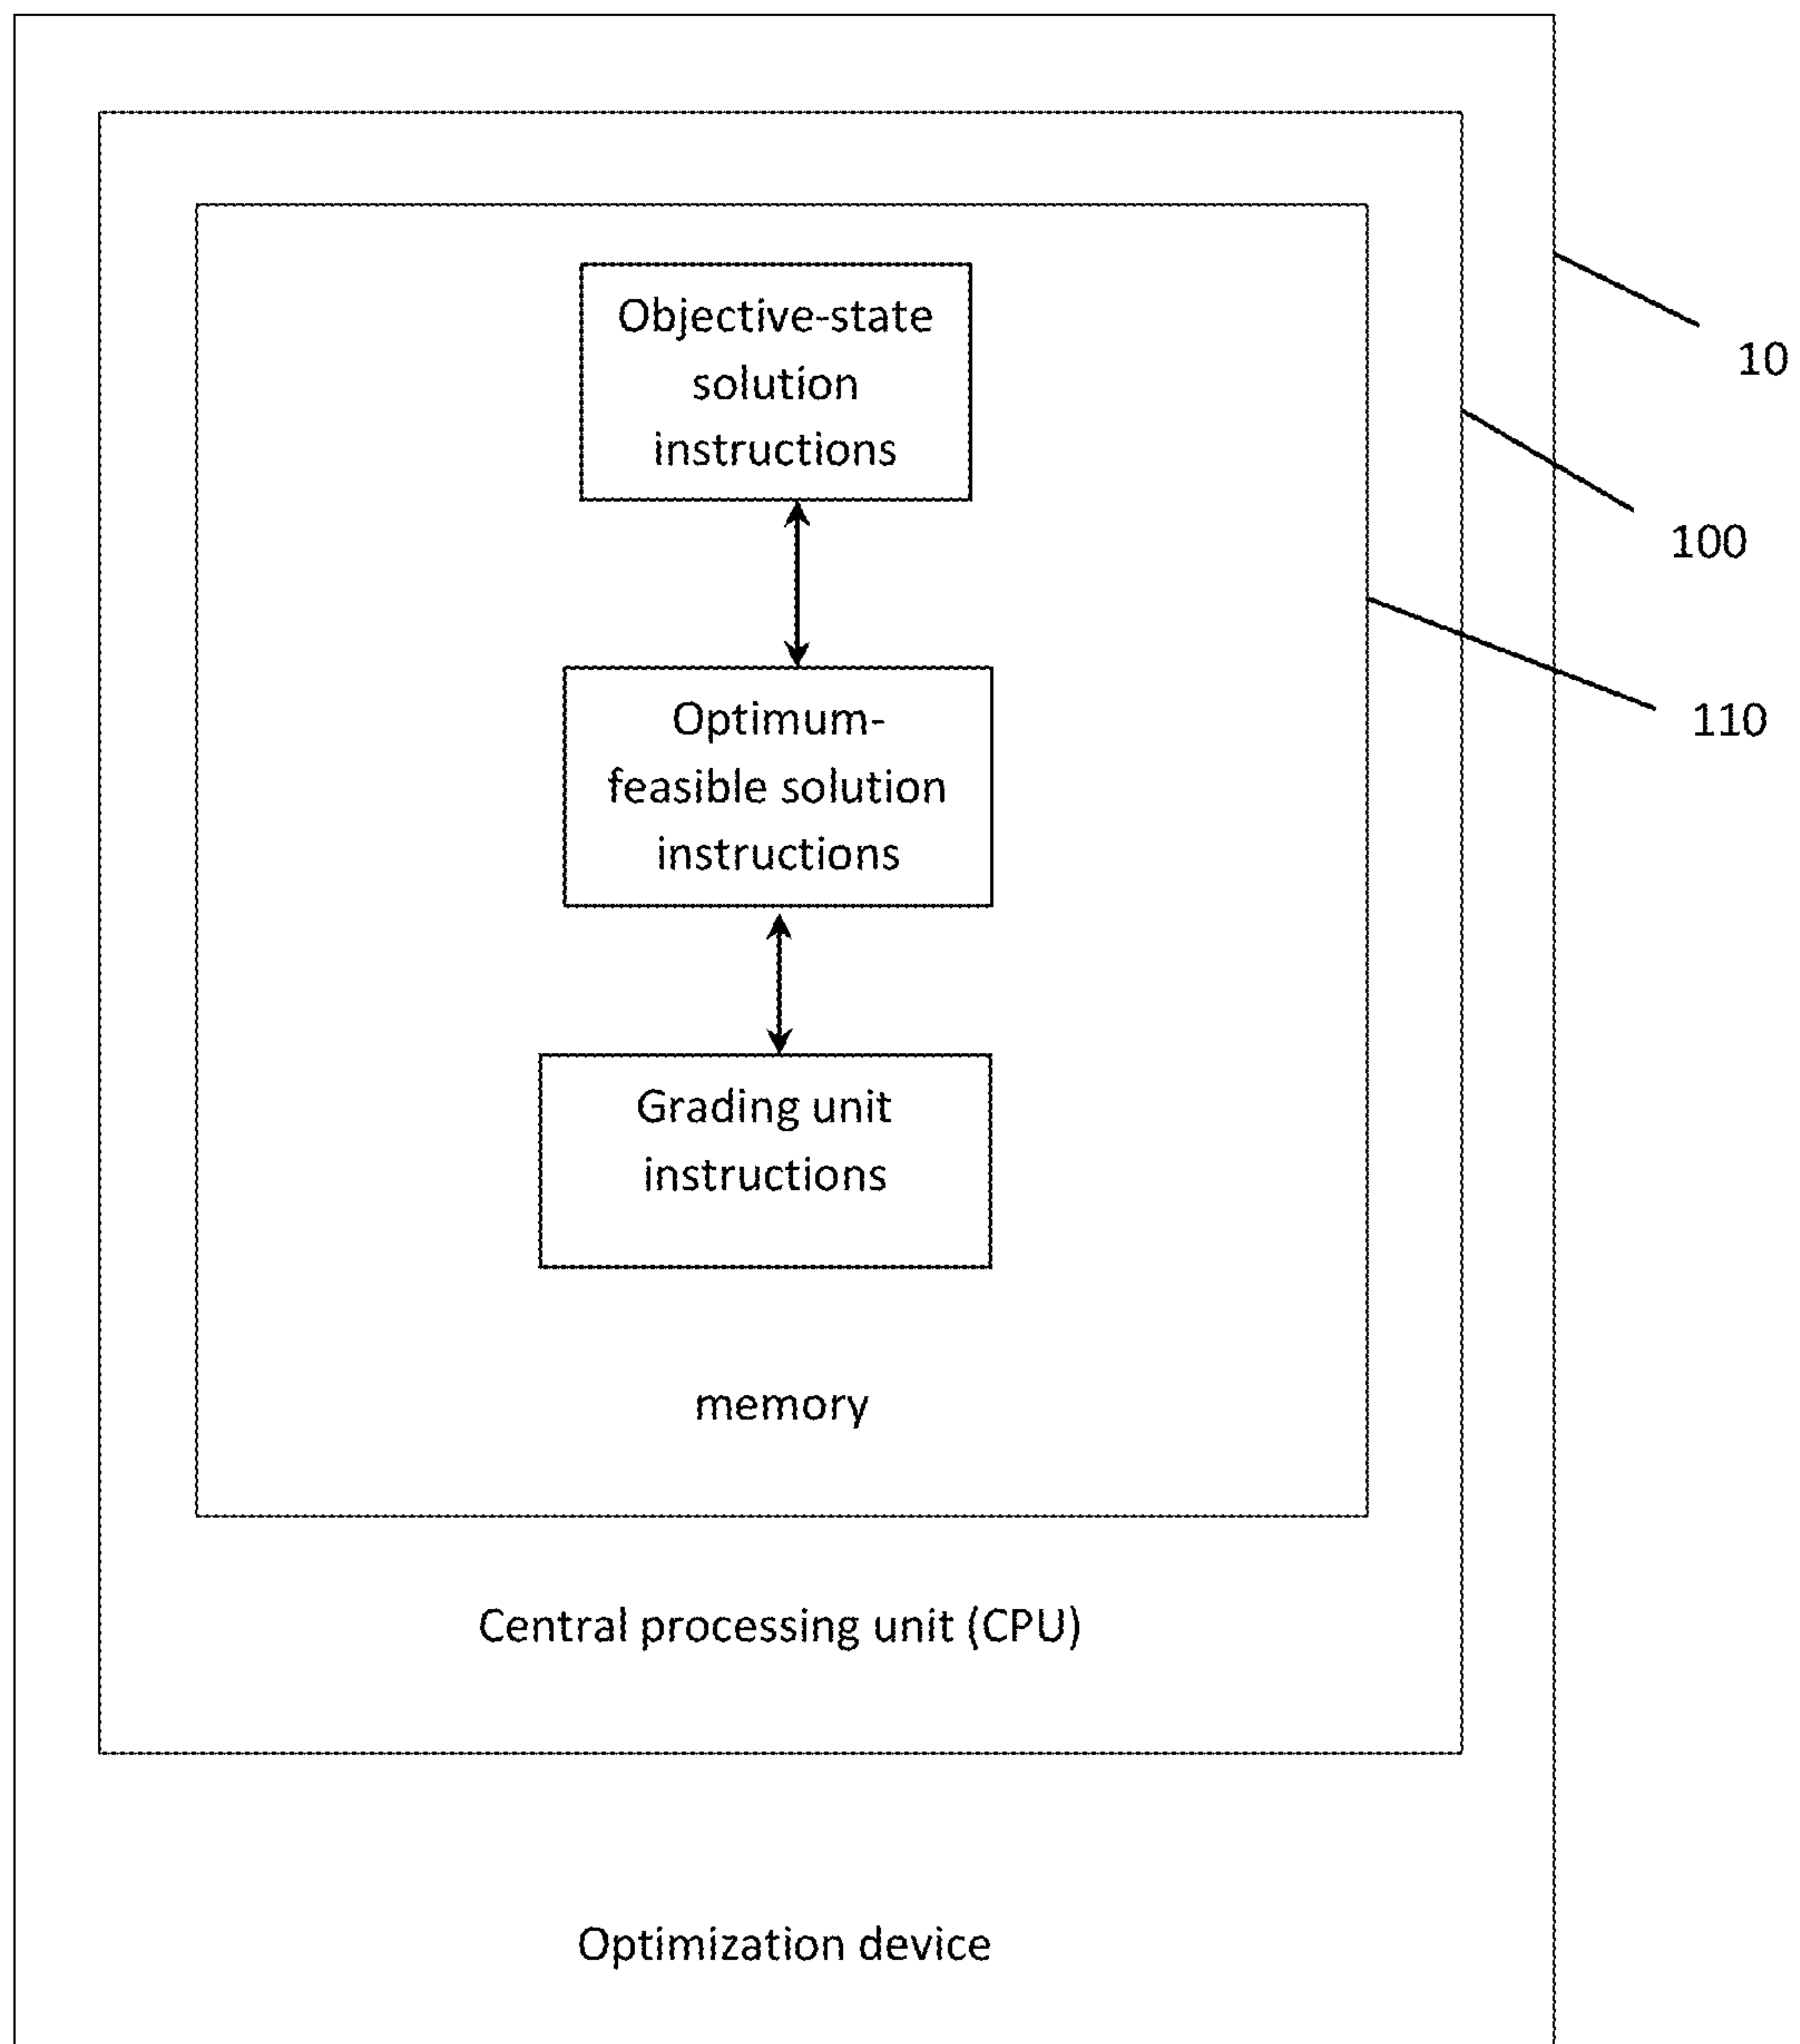 Objective-state
solution
instructions
10
100
Optimum-
feasible solution
instructions
110
Grading unit
instructions
memory
Central processing unit (CPU)
Optimization device